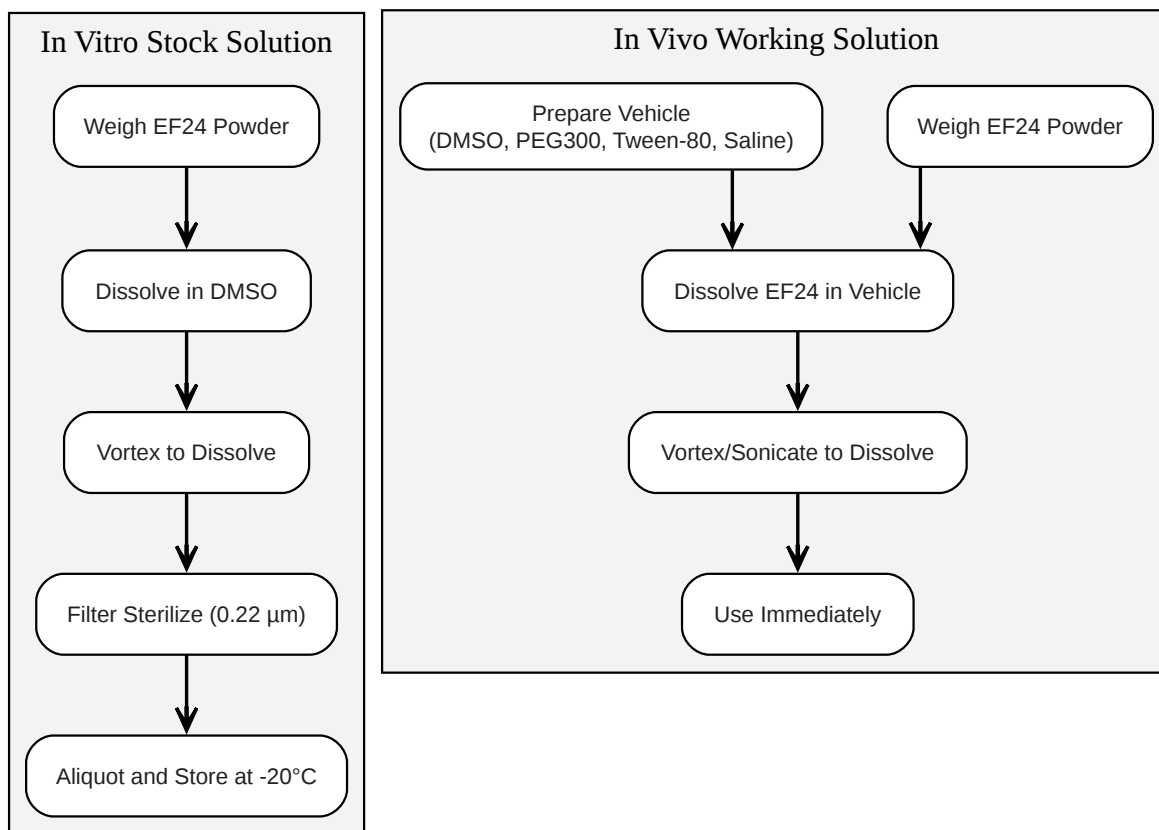 In Vitro Stock Solution
Weigh EF24 Powder
Dissolve in DMSO
Vortex to Dissolve
Filter Sterilize (0.22 µm)
Aliquot and Store at -20°C
In Vivo Working Solution
Prepare Vehicle
(DMSO, PEG300, Tween-80, Saline)
Weigh EF24 Powder
Dissolve EF24 in Vehicle
Vortex/Sonicate to Dissolve
Use Immediately